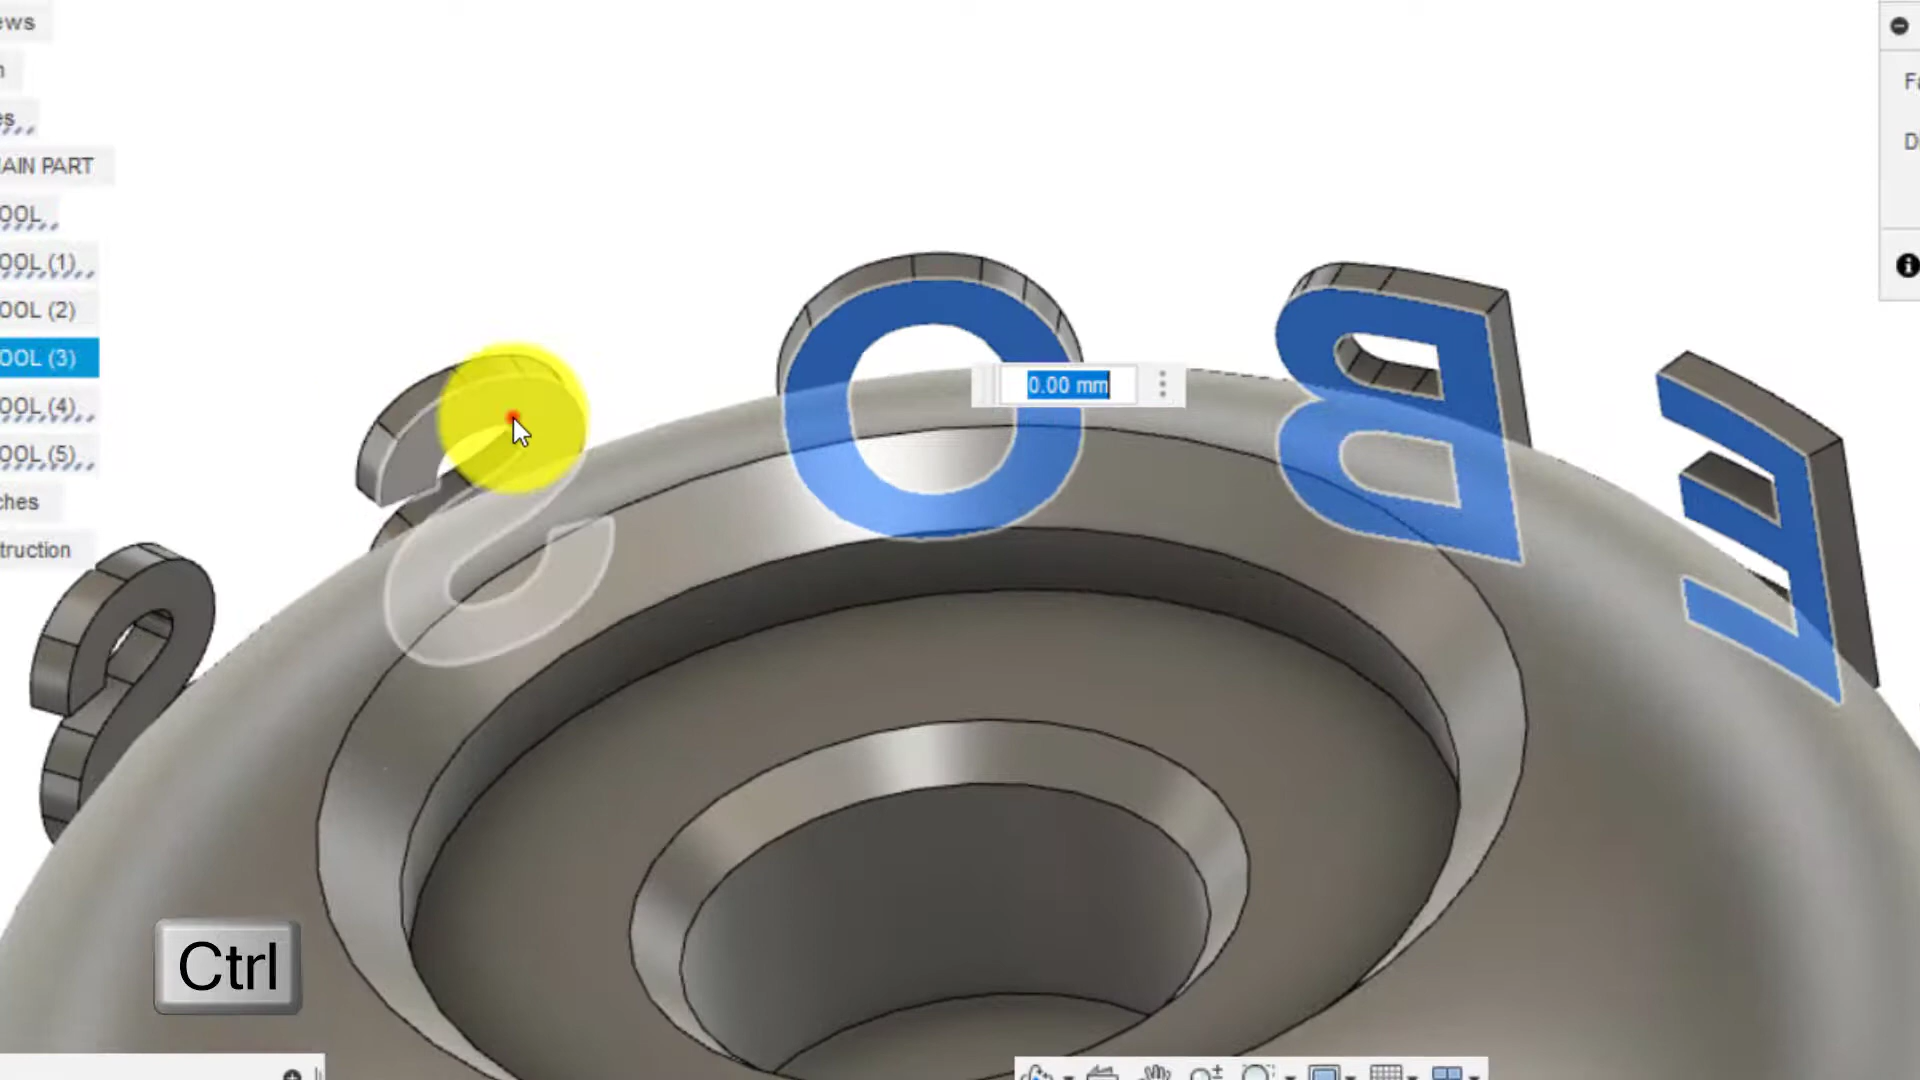 ews
n
es
AIN PART
OOL
OOL (1)
OOL (2)
OOL (3)
OOL (4)
OOL (5)
ches
truction
Fa
D
0.00 mm
S
S
O
B
E
Ctrl